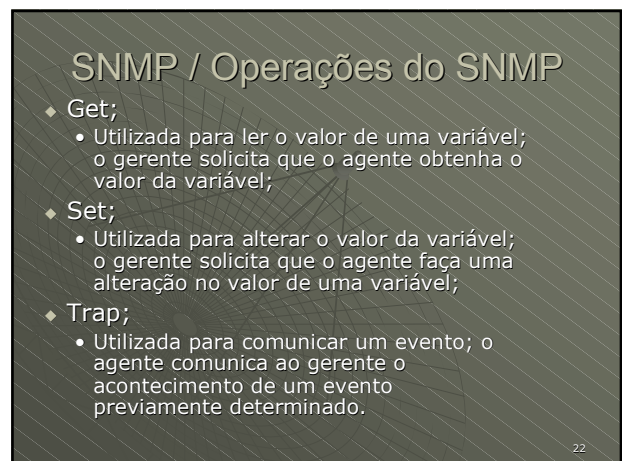 SNMP / Operações do SNMP
Get;
Utilizada para ler o valor de uma variável;
o gerente solicita que o agente obtenha o
valor da variável;
Set;
Utilizada para alterar o valor da variável;
o gerente solicita que o agente faça uma
alteração no valor de uma variável;
Trap;
Utilizada para comunicar um evento; o
agente comunica ao gerente o
acontecimento de um evento
previamente determinado.
22